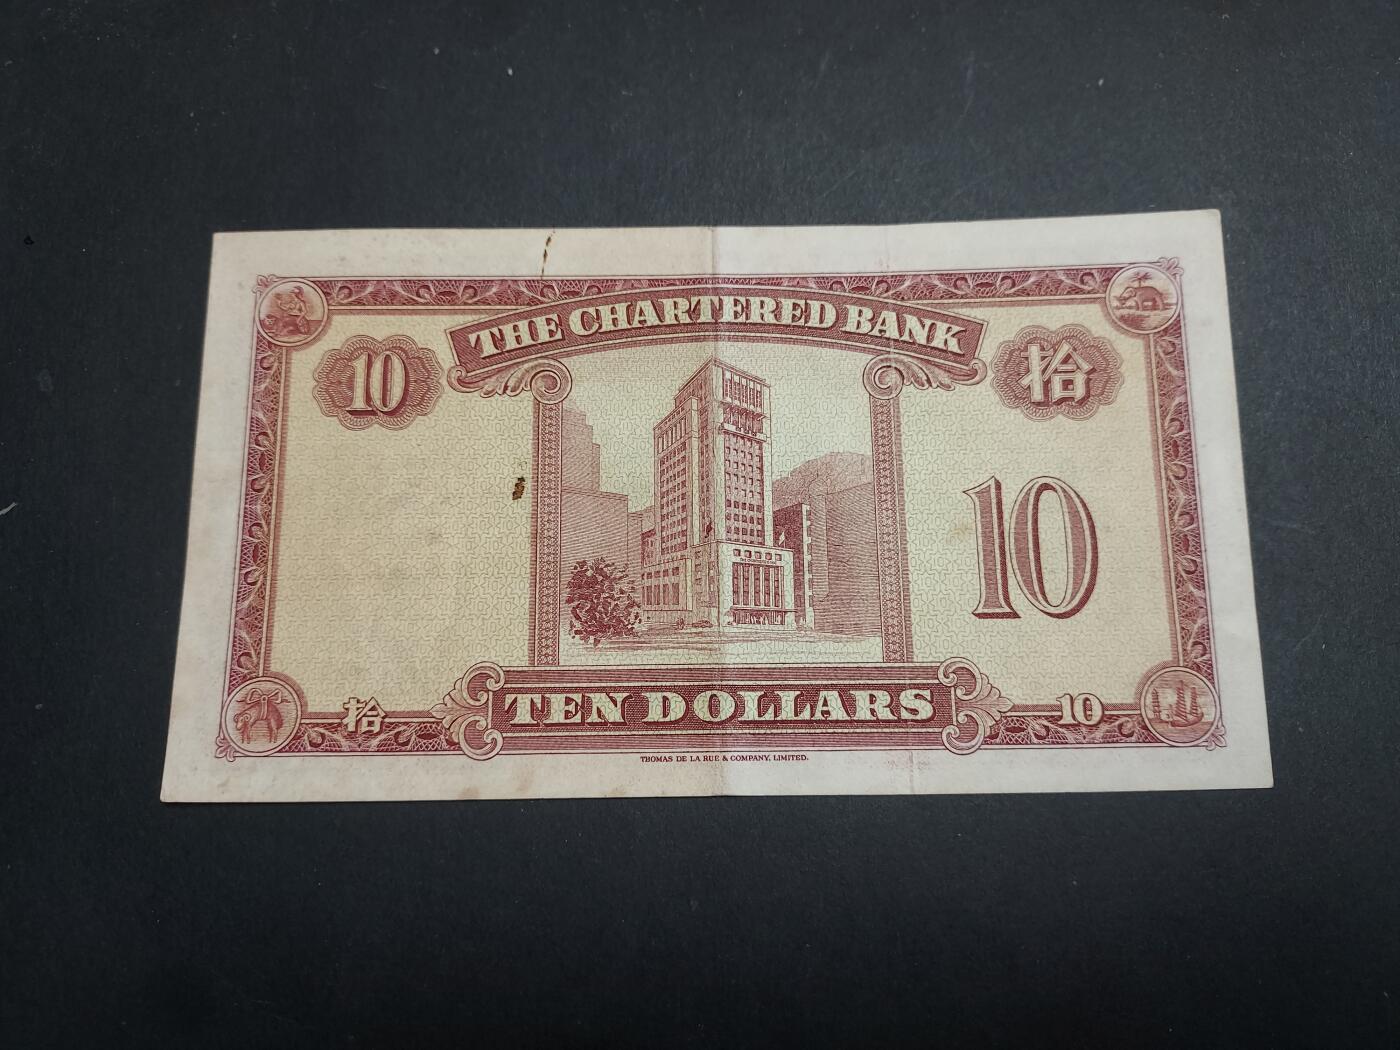 THE CHARTERED BANK
10
拾
10
拾
TEN DOLLARS
10
THOMAS DE LA RUE & COMPANY, LIMITED.